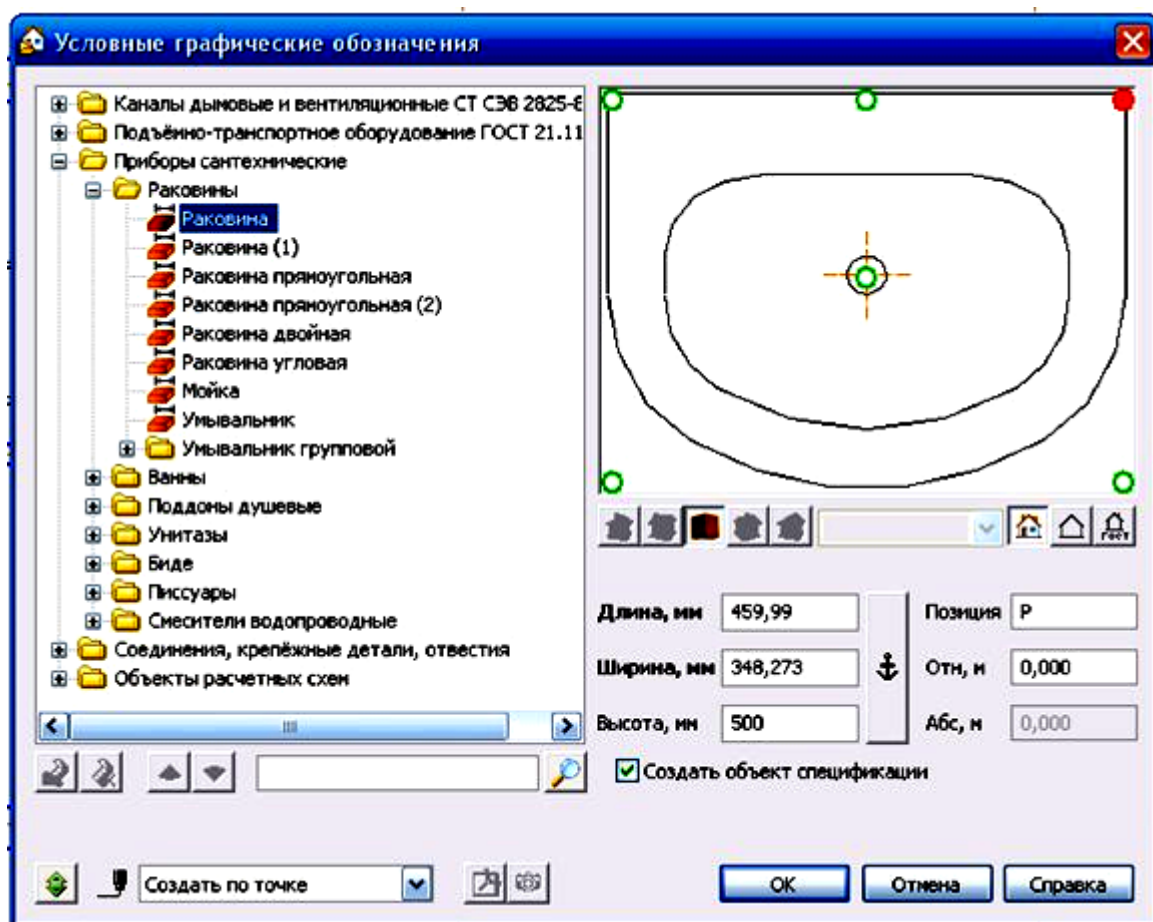 Условные графические обозначения
Каналы дымовые и вентиляционные СТ СЭВ 2825-8
Подъёмно-транспортное оборудование ГОСТ 21.11
Приборы сантехнические
Раковины
Раковина
Раковина (1)
Раковина прямоугольная
Раковина прямоугольная (2)
Раковина двойная
Раковина угловая
Мойка
Умывальник
Умывальник групповой
Ванны
Поддоны душевые
Унитазы
Биде
Писсуары
Смесители водопроводные
Соединения, крепёжные детали, отвестия
Объекты расчетных схем
ГОСТ
Длина, мм 459,99 Позиция Р
Ширина, мм 348,273 Отн, м 0,000
Высота, мм 500 Абс, м 0,000
Создать объект спецификации
Создать по точке
ОК Отмена Справка